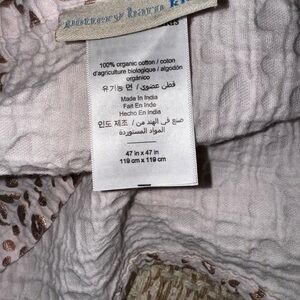 pottery barn kids
100% organic cotton / coton
d'agriculture biologique / algodón
orgánico
유기농 면 / قطن عضوي
Made In India
Fait En Inde
Hecho En India
인도 제조 / صنع في الهند من
المواد المستوردة
47 in x 47 in
119 cm x 119 cm